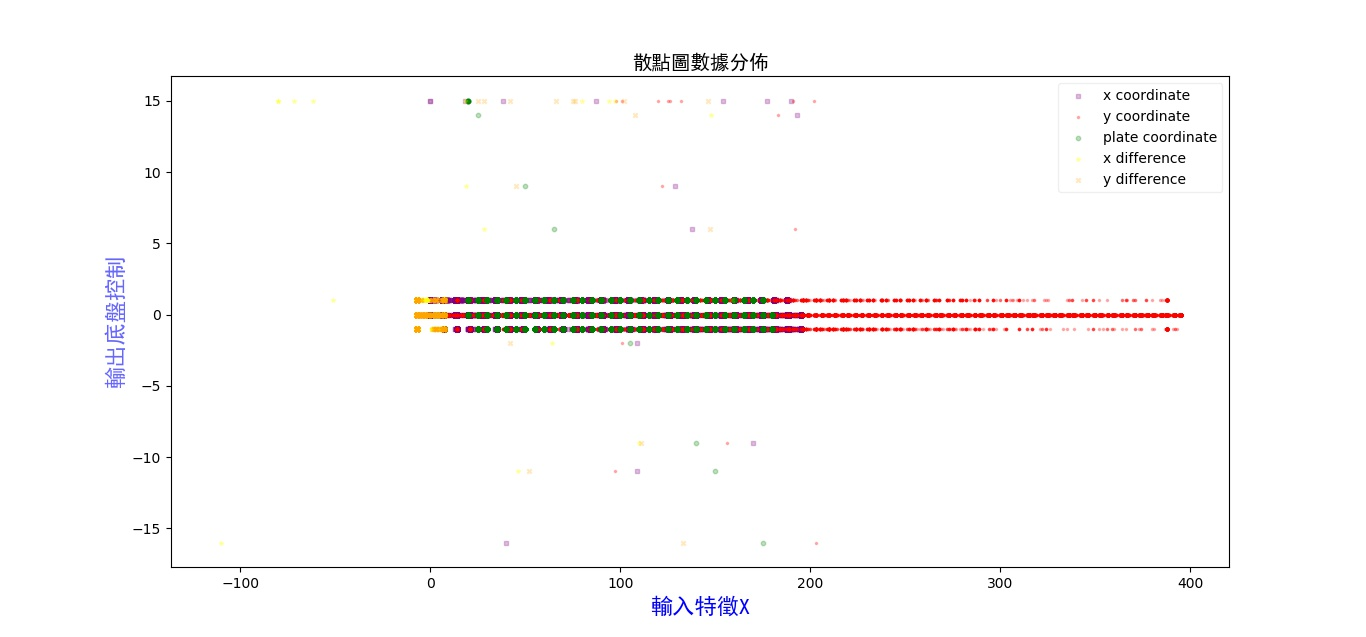 散點圖數據分佈
x coordinate
y coordinate
plate coordinate
x difference
y difference
15
10
5
0
−5
−10
−15
輸出底盤控制
−100 0 100 200 300 400
輸入特徵X